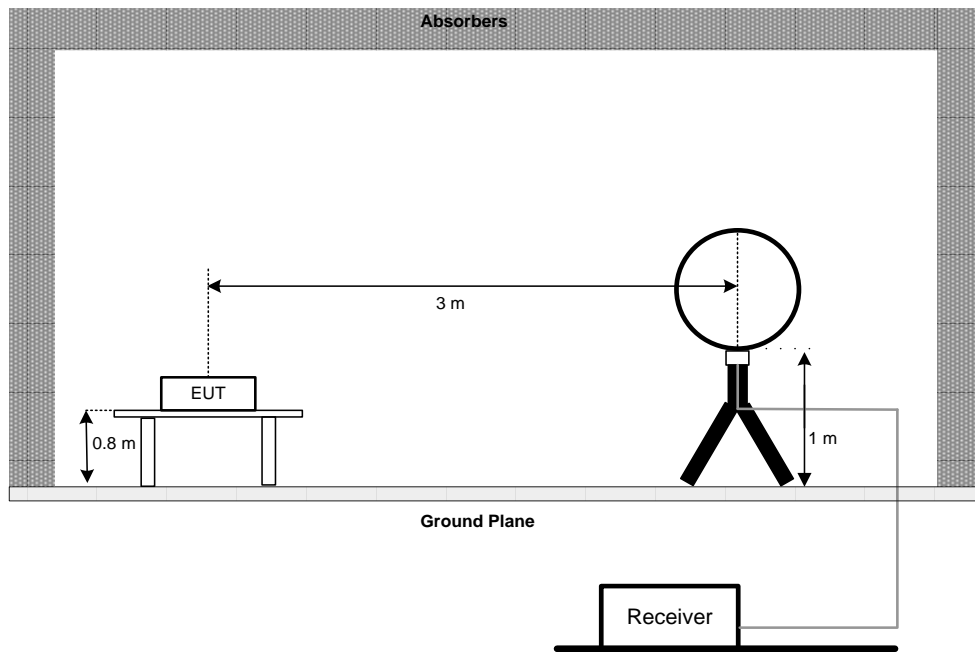 Absorbers
3 m
EUT
0.8 m
1 m
Ground Plane
Receiver